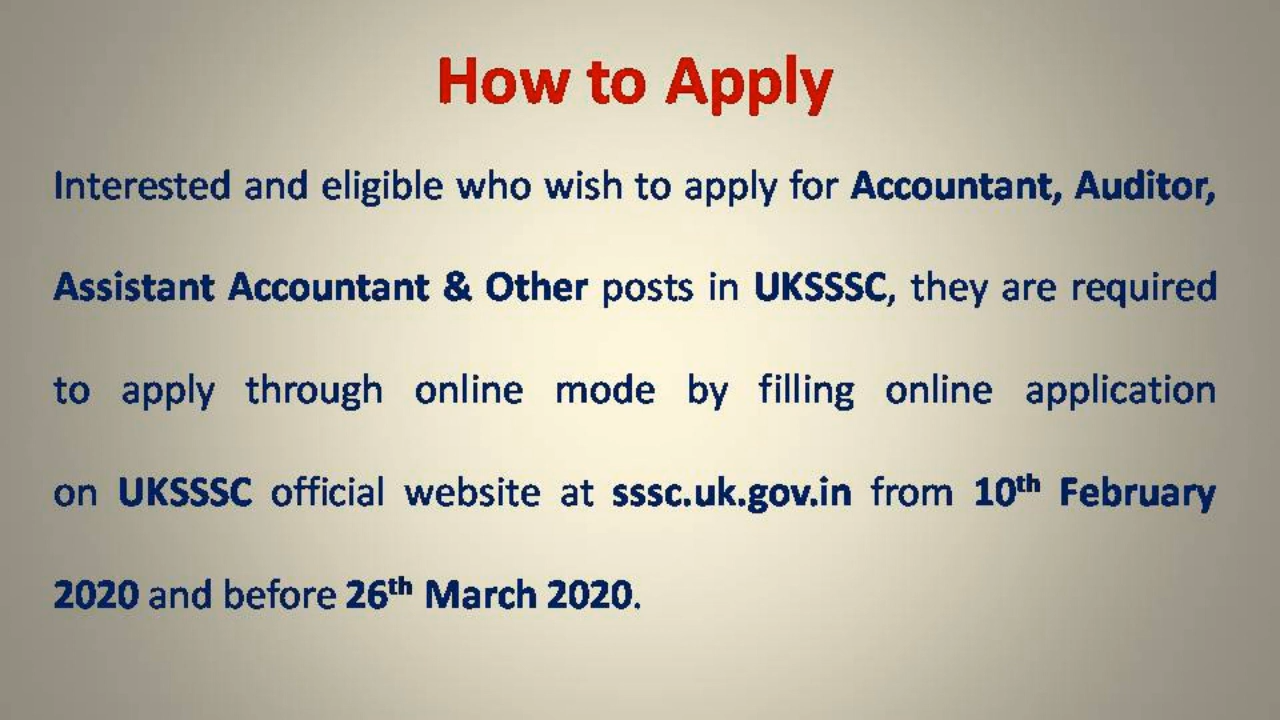 How to Apply
Interested and eligible who wish to apply for Accountant, Auditor,
Assistant Accountant & Other posts in UKSSSC, they are required
to apply through online mode by filling online application
on UKSSSC official website at sssc.uk.gov.in from 10th February
2020 and before 26th March 2020.